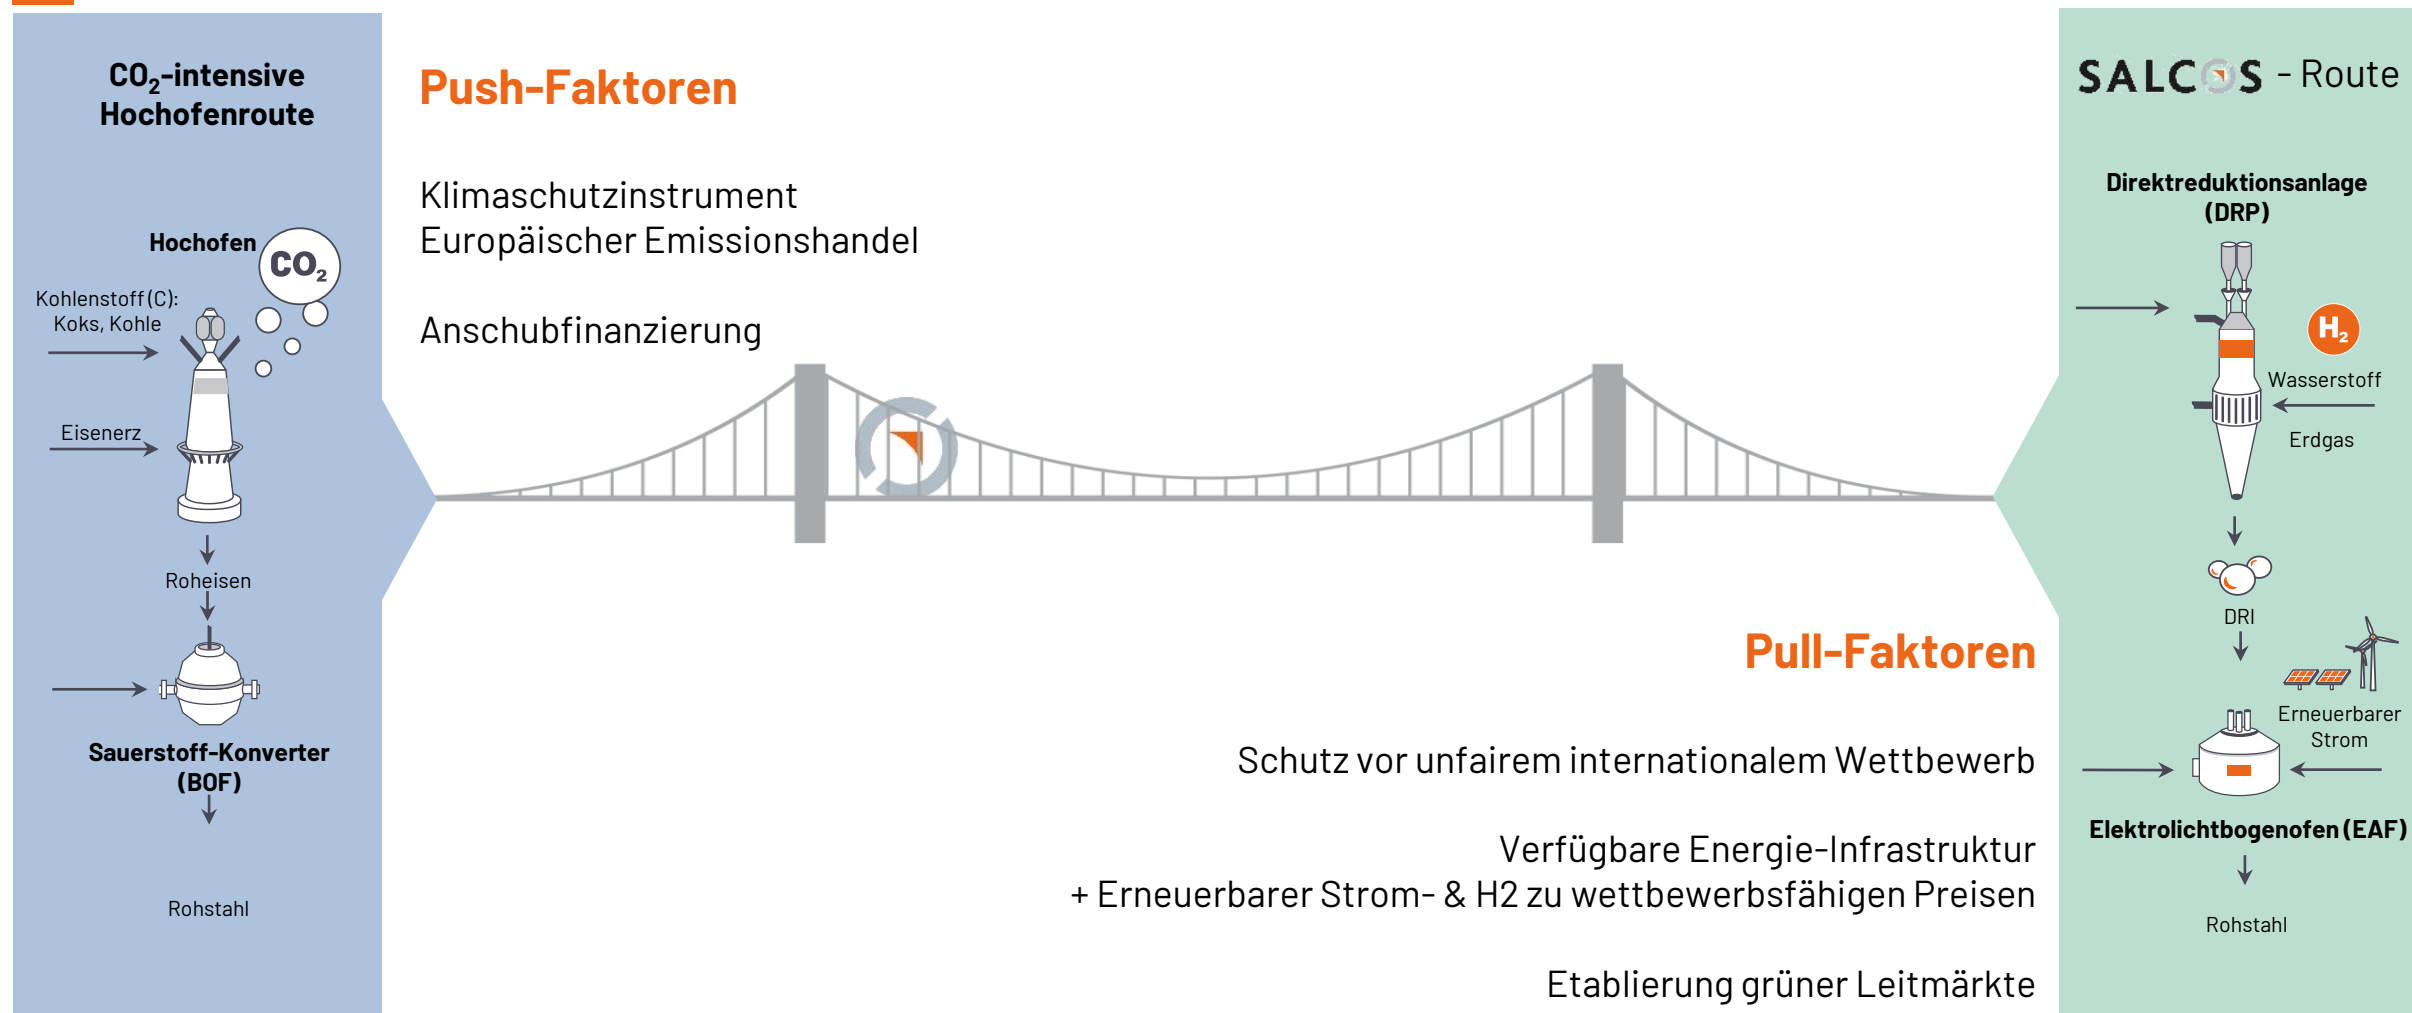 CO₂-intensive
Hochofenroute
Hochofen
CO₂
Kohlenstoff (C):
Koks, Kohle
Eisenerz
Roheisen
Sauerstoff-Konverter
(BOF)
Rohstahl
Push-Faktoren
Klimaschutzinstrument
Europäischer Emissionshandel
Anschubfinanzierung
Pull-Faktoren
Schutz vor unfairem internationalem Wettbewerb
Verfügbare Energie-Infrastruktur
+ Erneuerbarer Strom- & H2 zu wettbewerbsfähigen Preisen
Etablierung grüner Leitmärkte
SALCOS - Route
Direktreduktionsanlage
(DRP)
H₂
Wasserstoff
Erdgas
DRI
Erneuerbarer
Strom
Elektrolichtbogenofen (EAF)
Rohstahl